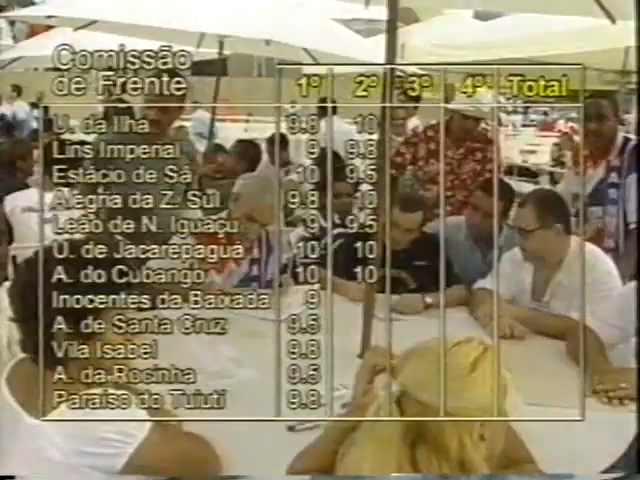 Comissão
de Frente 1º 2º 3º 4º Total
U. da Ilha 9.8 10
Lins Imperial 9 9.8
Estácio de Sá 10 9.5
Alegria da Z. Sul 9.8 10
Leão de N. Iguaçu 9 9.5
U. de Jacarepaguá 10 10
A. do Cubango 10 10
Inocentes da Baixada 9
A. de Santa Cruz 9.5
Vila Isabel 9.8
A. da Rocinha 9.5
Paraíso do Tuiuti 9.8